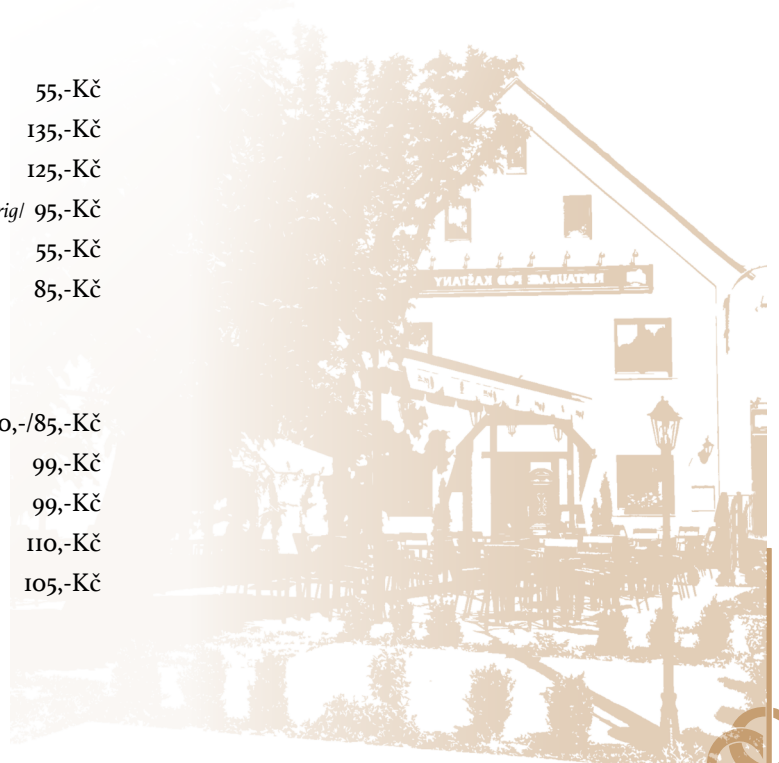 55,-Kč
135,-Kč
125,-Kč
rig/ 95,-Kč
55,-Kč
85,-Kč
RESTAURACE POD KAŠTANY
0,-/85,-Kč
99,-Kč
99,-Kč
110,-Kč
105,-Kč